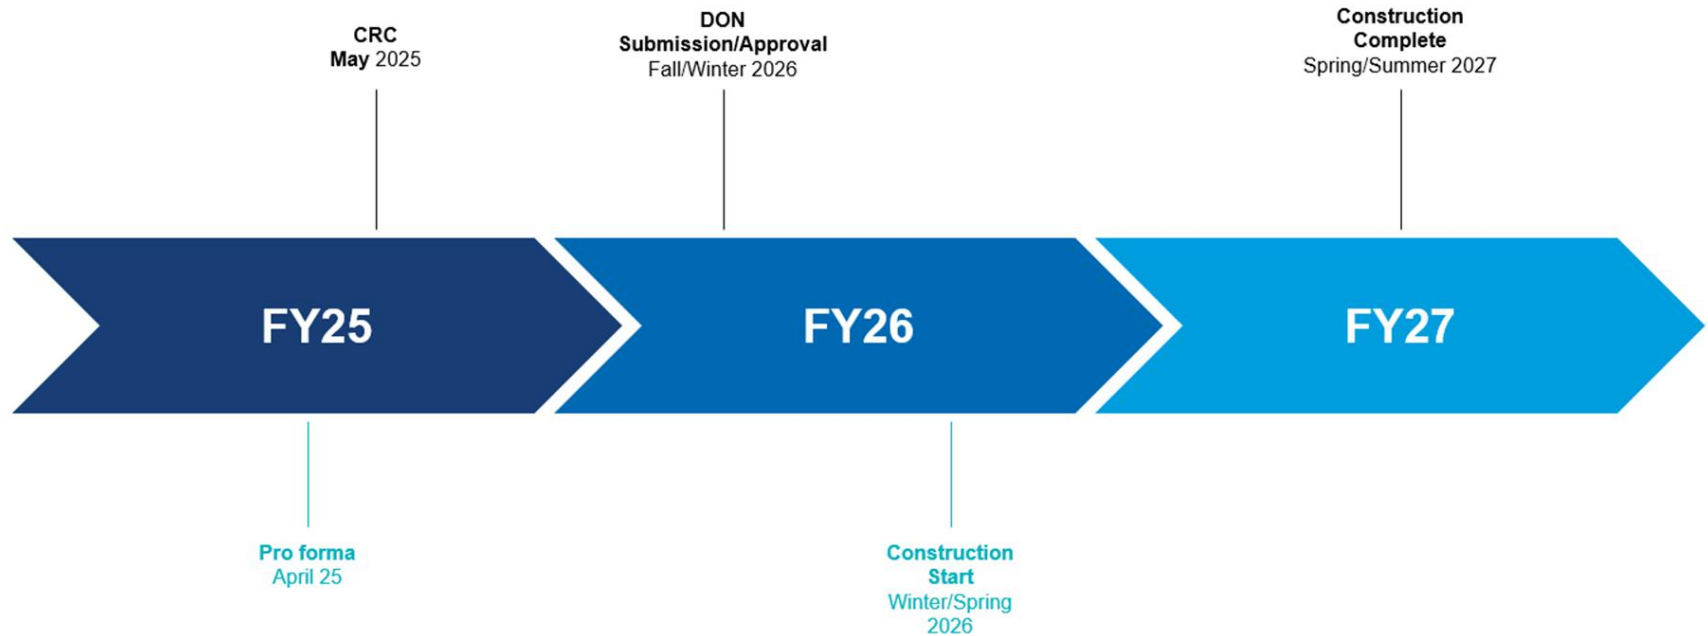 CRC
May 2025
DON
Submission/Approval
Fall/Winter 2026
Construction
Complete
Spring/Summer 2027
FY25
FY26
FY27
Pro forma
April 25
Construction
Start
Winter/Spring
2026